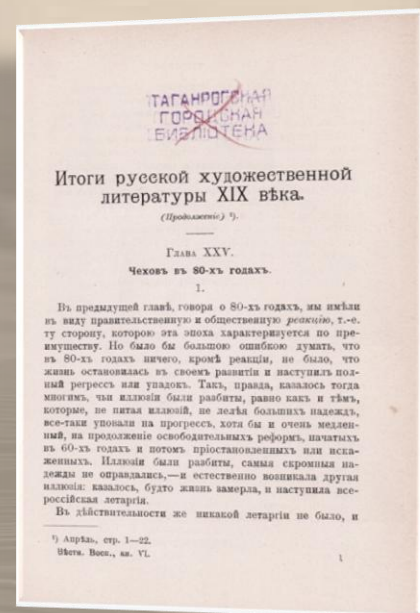 ТАГАНРОГСКАЯ
ГОРОДСКАЯ
БИБЛІОТЕКА
Итоги русской художественной
литературы XIX вѣка.
(Продолженіе) ¹).
Глава XXV.
Чеховъ въ 80-хъ годахъ.
1.
Въ предыдущей главѣ, говоря о 80-хъ годахъ, мы имѣли
въ виду правительственную и общественную реакцію, т.-е.
ту сторону, которою эта эпоха характеризуется по пре-
имуществу. Но было бы большою ошибкою думать, что
въ 80-хъ годахъ ничего, кромѣ реакціи, не было, что
жизнь остановилась въ своемъ развитіи и наступилъ пол-
ный регрессъ или упадокъ. Такъ, правда, казалось тогда
многимъ, чьи иллюзіи были разбиты, равно какъ и тѣмъ,
которые, не питая иллюзій, не лелѣя большихъ надеждъ,
все-таки уповали на прогрессъ, хотя бы и очень медлен-
ный, на продолженіе освободительныхъ реформъ, начатыхъ
въ 60-хъ годахъ и потомъ пріостановленныхъ или иска-
женныхъ. Иллюзіи были разбиты, самыя скромныя на-
дежды не оправдались,—и естественно возникала другая
иллюзія: казалось, будто жизнь замерла, и наступила все-
россійская летаргія.
Въ дѣйствительности же никакой летаргіи не было, и
¹) Апрѣль, стр. 1—22.
Вѣстн. Восп., кн. VI.
1